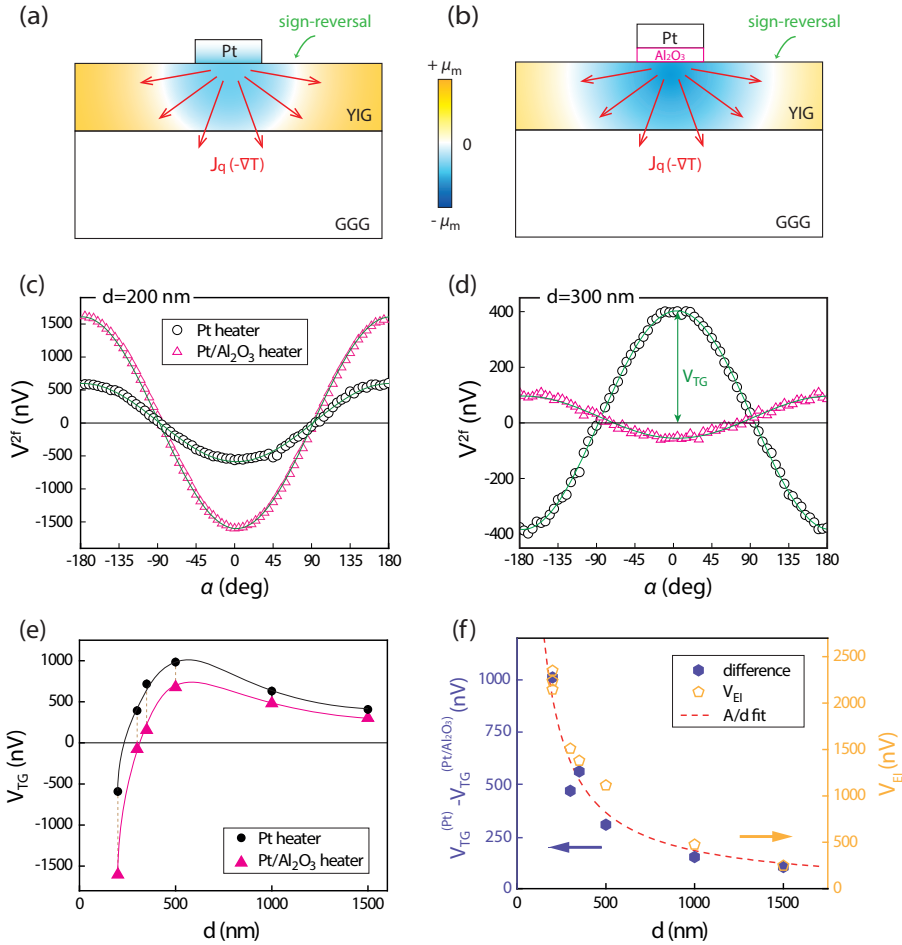 (a)
Pt
sign-reversal
YIG
Jq (-∇T)
GGG
+ μm
0
- μm
(b)
Pt
Al₂O₃
sign-reversal
YIG
Jq (-∇T)
GGG
(c)
d=200 nm
Pt heater
Pt/Al₂O₃ heater
V²ᶠ (nV)
1500
1000
500
0
-500
-1000
-1500
-180 -135 -90 -45 0 45 90 135 180
α (deg)
(d)
d=300 nm
VTG
V²ᶠ (nV)
400
200
0
-200
-400
-180 -135 -90 -45 0 45 90 135 180
α (deg)
(e)
VTG (nV)
1000
500
0
-500
-1000
-1500
Pt heater
Pt/Al₂O₃ heater
0 500 1000 1500
d (nm)
(f)
VTG(Pt) -VTG(Pt/Al₂O₃) (nV)
1000
750
500
250
0
difference
VEI
A/d fit
2500
2000
1500
1000
500
0
VEI (nV)
0 500 1000 1500
d (nm)